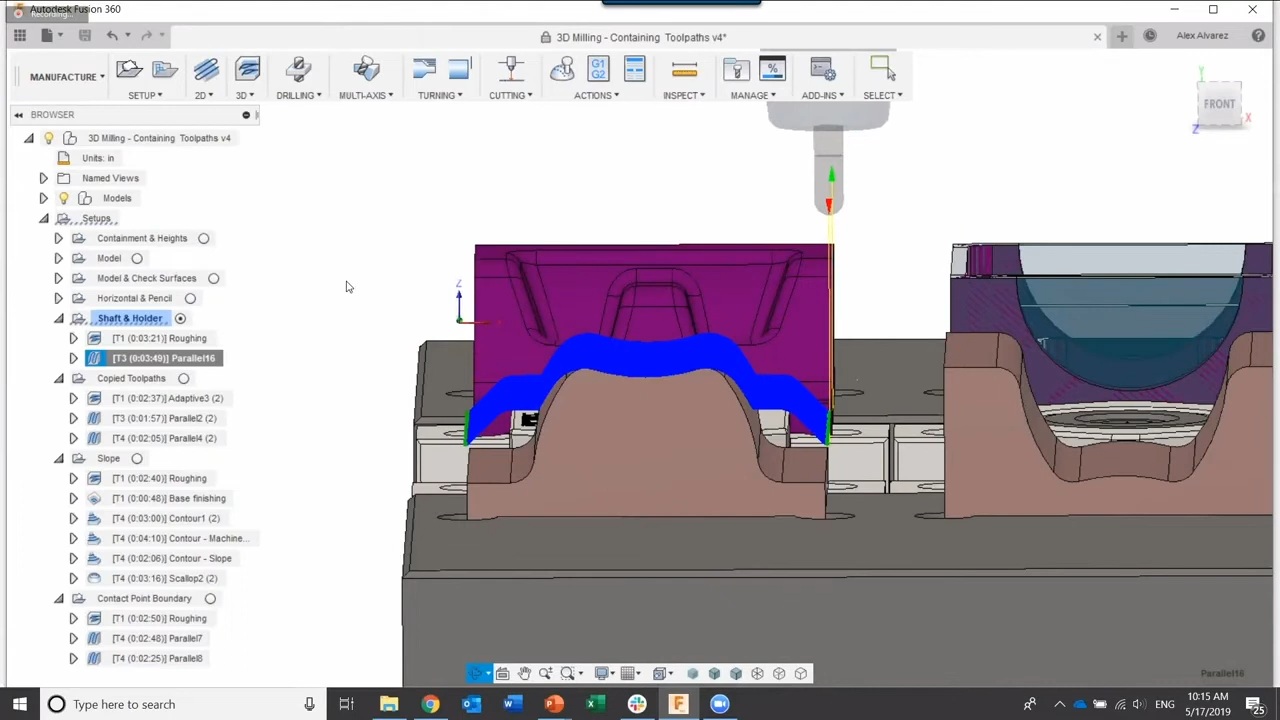 Autodesk Fusion 360
Recording...
3D Milling - Containing Toolpaths v4*
Alex Alvarez
MANUFACTURE
SETUP
2D
3D
DRILLING
MULTI-AXIS
TURNING
CUTTING
G1
G2
ACTIONS
INSPECT
%
MANAGE
ADD-INS
SELECT
BROWSER
Y
FRONT
X
Z
3D Milling - Containing Toolpaths v4
Units: in
Named Views
Models
Setups
Containment & Heights
Model
Model & Check Surfaces
Horizontal & Pencil
Shaft & Holder
[T1 (0:03:21)] Roughing
[T3 (0:03:49)] Parallel16
Copied Toolpaths
[T1 (0:02:37)] Adaptive3 (2)
[T3 (0:01:57)] Parallel2 (2)
[T4 (0:02:05)] Parallel4 (2)
Slope
[T1 (0:02:40)] Roughing
[T1 (0:00:48)] Base finishing
[T4 (0:03:00)] Contour1 (2)
[T4 (0:04:10)] Contour - Machine...
[T4 (0:02:06)] Contour - Slope
[T4 (0:03:16)] Scallop2 (2)
Contact Point Boundary
[T1 (0:02:50)] Roughing
[T4 (0:02:48)] Parallel7
[T4 (0:02:25)] Parallel8
Z
Parallel16
Type here to search
ENG
10:15 AM
5/17/2019
25